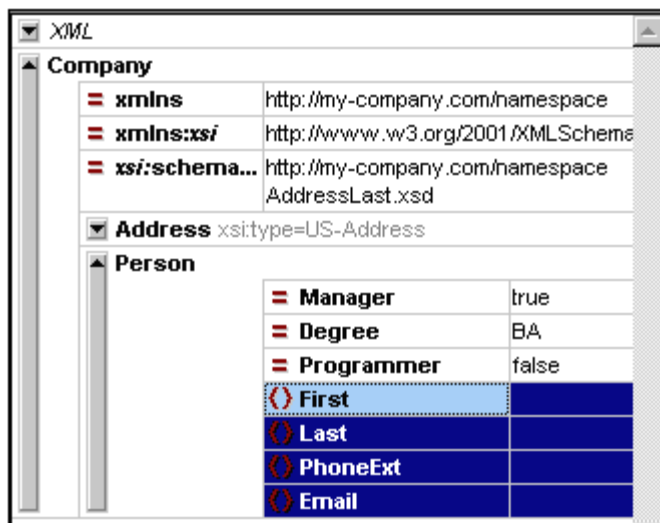 XML
Company
xmlns http://my-company.com/namespace
xmlns:xsi http://www.w3.org/2001/XMLSchema
xsi:schema... http://my-company.com/namespace
AddressLast.xsd
Address xsi:type=US-Address
Person
Manager true
Degree BA
Programmer false
First
Last
PhoneExt
Email